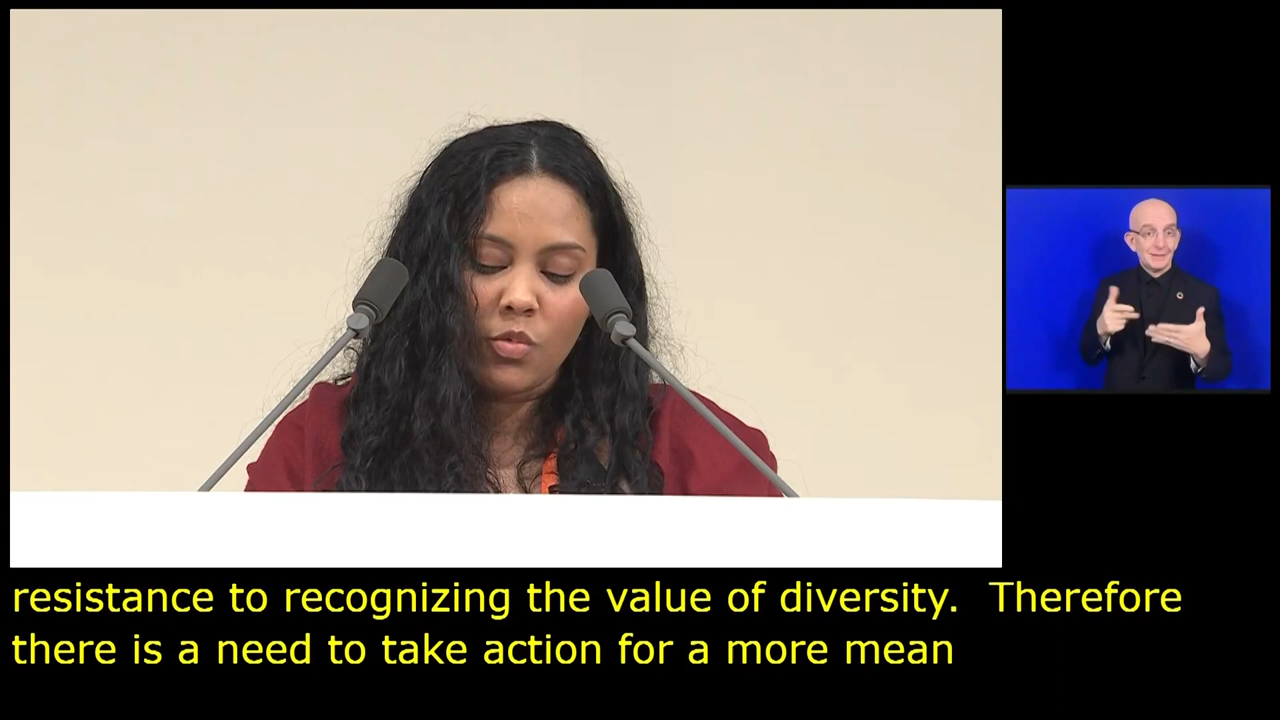 resistance to recognizing the value of diversity.  Therefore
there is a need to take action for a more mean